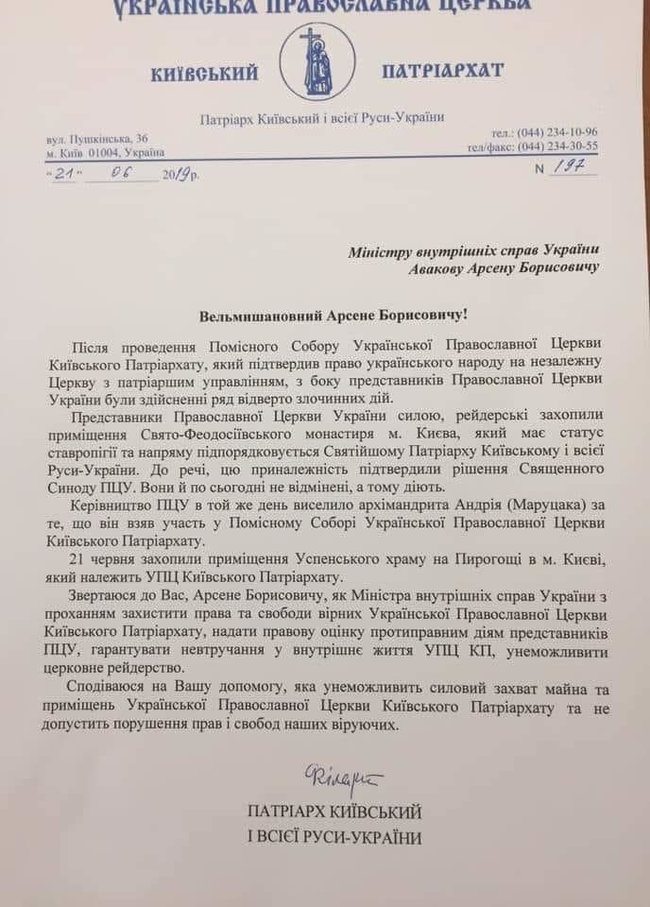 УКРАЇНСЬКА ПРАВОСЛАВНА ЦЕРКВА
КИЇВСЬКИЙ ПАТРІАРХАТ
Патріарх Київський і всієї Руси-України
вул. Пушкінська, 36
м. Київ 01004, Україна
тел.: (044) 234-10-96
тел/факс: (044) 234-30-55
"21" 06 2019р.
N 197
Міністру внутрішніх справ України
Авакову Арсену Борисовичу
Вельмишановний Арсене Борисовичу!
Після проведення Помісного Собору Української Православної Церкви
Київського Патріархату, який підтвердив право українського народу на незалежну
Церкву з патріаршим управлінням, з боку представників Православної Церкви
України були здійсненні ряд відверто злочинних дій.
Представники Православної Церкви України силою, рейдерські захопили
приміщення Свято-Феодосіївського монастиря м. Києва, який має статус
ставропігії та напряму підпорядковується Святійшому Патріарху Київському і всієї
Руси-України. До речі, цю приналежність підтвердили рішення Священного
Синоду ПЦУ. Вони й по сьогодні не відмінені, а тому діють.
Керівництво ПЦУ в той же день виселило архімандрита Андрія (Маруцака) за
те, що він взяв участь у Помісному Соборі Української Православної Церкви
Київського Патріархату.
21 червня захопили приміщення Успенського храму на Пирогощі в м. Києві,
який належить УПЦ Київського Патріархату.
Звертаюся до Вас, Арсене Борисовичу, як Міністра внутрішніх справ України з
проханням захистити права та свободи вірних Української Православної Церкви
Київського Патріархату, надати правову оцінку протиправним діям представників
ПЦУ, гарантувати невтручання у внутрішнє життя УПЦ КП, унеможливити
церковне рейдерство.
Сподіваюся на Вашу допомогу, яка унеможливить силовий захват майна та
приміщень Української Православної Церкви Київського Патріархату та не
допустить порушення прав і свобод наших віруючих.
Філарет
ПАТРІАРХ КИЇВСЬКИЙ
І ВСІЄЇ РУСИ-УКРАЇНИ